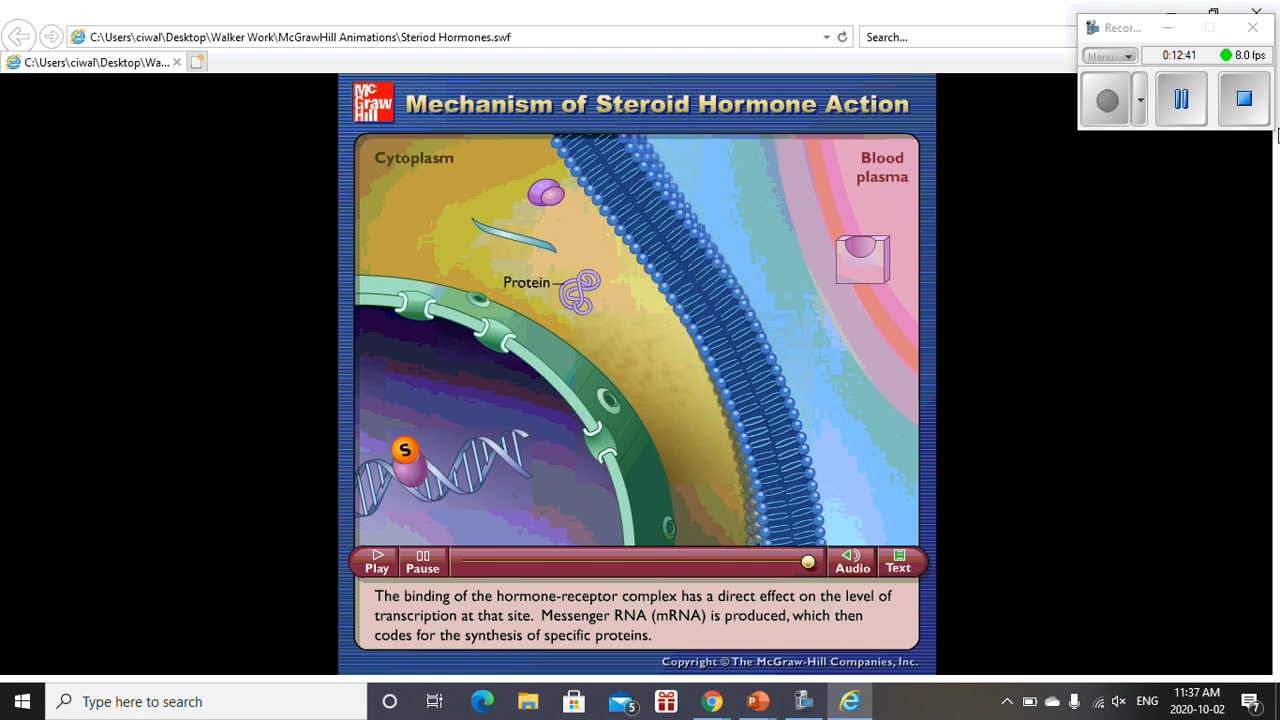 C:\Users\ciwal\Desktop\Walker Work\McGrawHill Animations\Steroid Hormones.swf
Search...
Recor...
Menu
0:12:41
8.0 fps
C:\Users\ciwal\Desktop\Wa...
Mc
Graw
Hill
Mechanism of Steroid Hormone Action
Cytoplasm
Blood
plasma
Protein
S
Play
Pause
Audio
Text
The binding of the hormone-receptor complex has a direct effect on the level of
at that site. Messenger RNA (mRNA) is produced, which then
for the synthesis of specific proteins.
Copyright © The McGraw-Hill Companies, Inc.
Type here to search
5
ENG
11:37 AM
2020-10-02
7